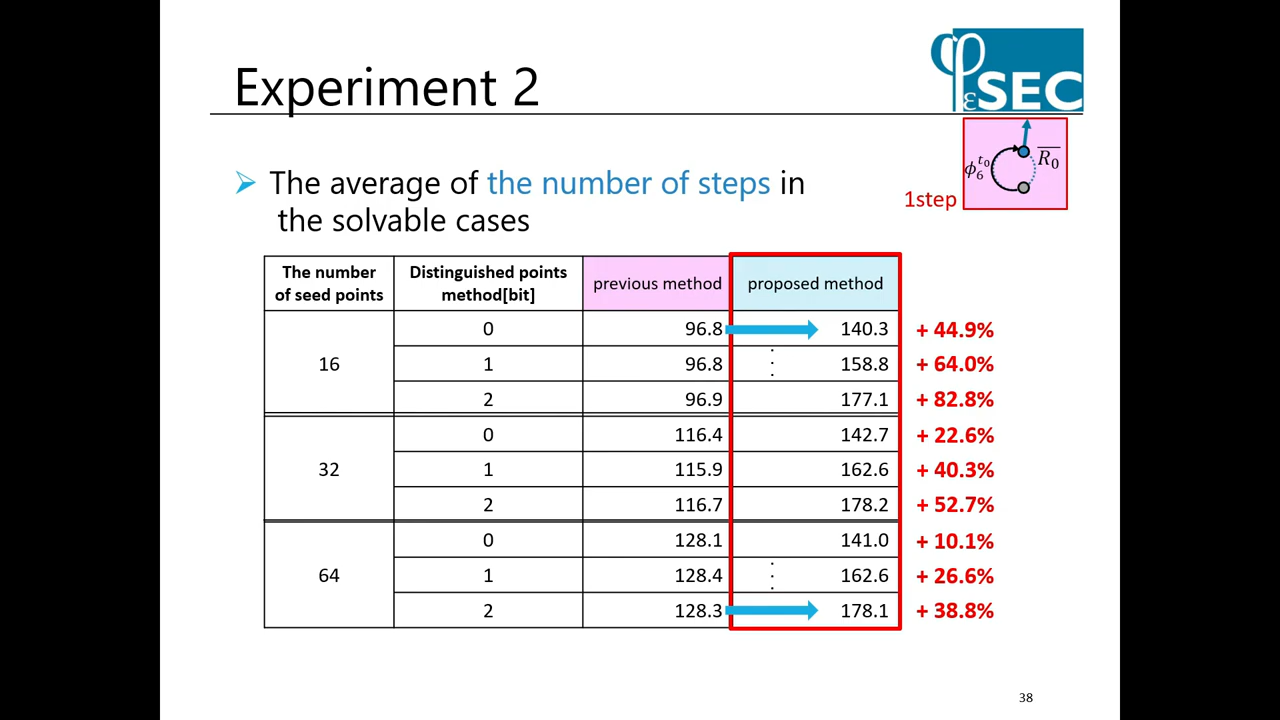 Experiment 2
φ ε SEC
ϕ₆^t₀ R̅₀
1step
➢ The average of the number of steps in
the solvable cases
The number of seed points | Distinguished points method[bit] | previous method | proposed method
16 | 0 | 96.8 | 140.3 | + 44.9%
1 | 96.8 | 158.8 | + 64.0%
2 | 96.9 | 177.1 | + 82.8%
32 | 0 | 116.4 | 142.7 | + 22.6%
1 | 115.9 | 162.6 | + 40.3%
2 | 116.7 | 178.2 | + 52.7%
64 | 0 | 128.1 | 141.0 | + 10.1%
1 | 128.4 | 162.6 | + 26.6%
2 | 128.3 | 178.1 | + 38.8%
38